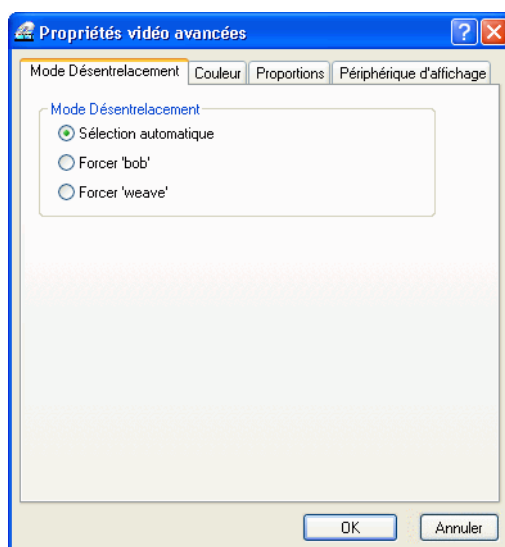 Propriétés vidéo avancées
Mode Désentrelacement Couleur Proportions Périphérique d'affichage
Mode Désentrelacement
Sélection automatique
Forcer 'bob'
Forcer 'weave'
OK Annuler